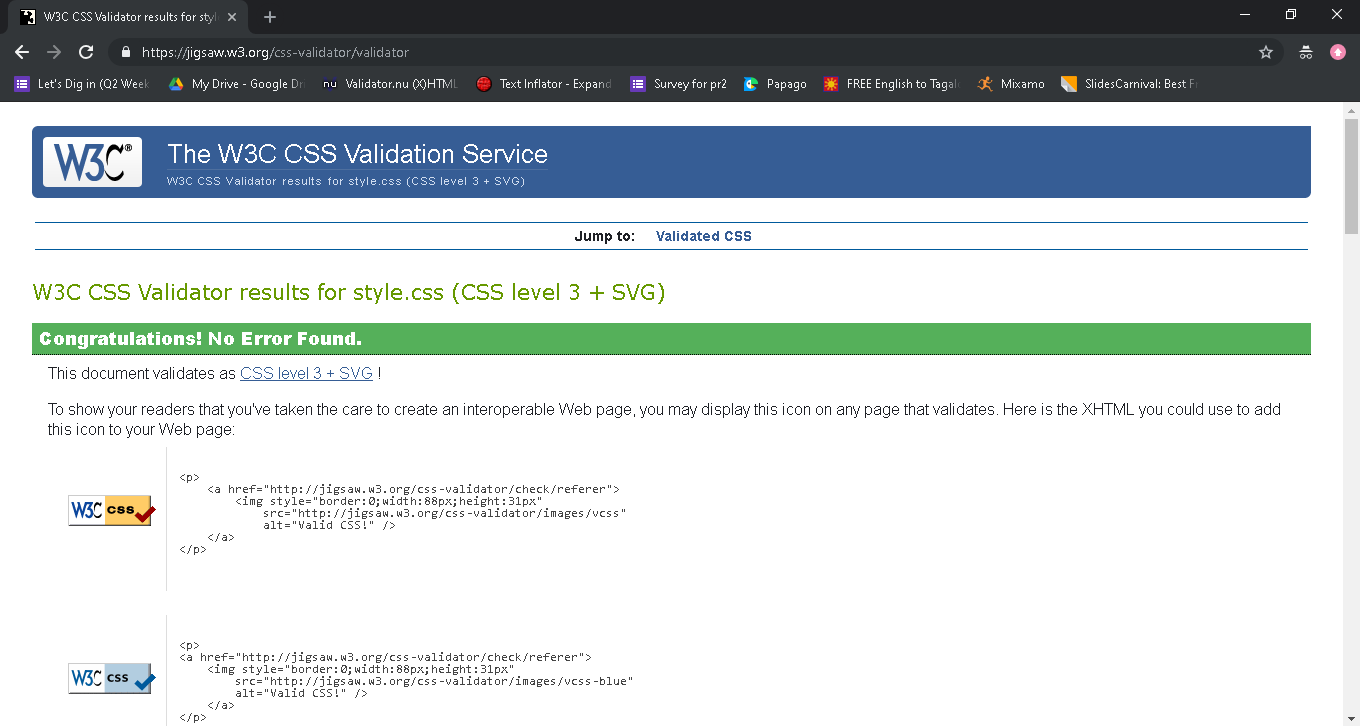 W3C CSS Validator results for styl
https://jigsaw.w3.org/css-validator/validator
Let's Dig in (Q2 Week
My Drive - Google Dri
nu Validator.nu (X)HTML
Text Inflator - Expand
Survey for pr2
Papago
FREE English to Tagalo
Mixamo
SlidesCarnival: Best Fr
W3C®
The W3C CSS Validation Service
W3C CSS Validator results for style.css (CSS level 3 + SVG)
Jump to: Validated CSS
W3C CSS Validator results for style.css (CSS level 3 + SVG)
Congratulations! No Error Found.
This document validates as CSS level 3 + SVG !
To show your readers that you've taken the care to create an interoperable Web page, you may display this icon on any page that validates. Here is the XHTML you could use to add
this icon to your Web page:
W3C css
<p>
<a href="http://jigsaw.w3.org/css-validator/check/referer">
<img style="border:0;width:88px;height:31px"
src="http://jigsaw.w3.org/css-validator/images/vcss"
alt="Valid CSS!" />
</a>
</p>
W3C css
<p>
<a href="http://jigsaw.w3.org/css-validator/check/referer">
<img style="border:0;width:88px;height:31px"
src="http://jigsaw.w3.org/css-validator/images/vcss-blue"
alt="Valid CSS!" />
</a>
</p>